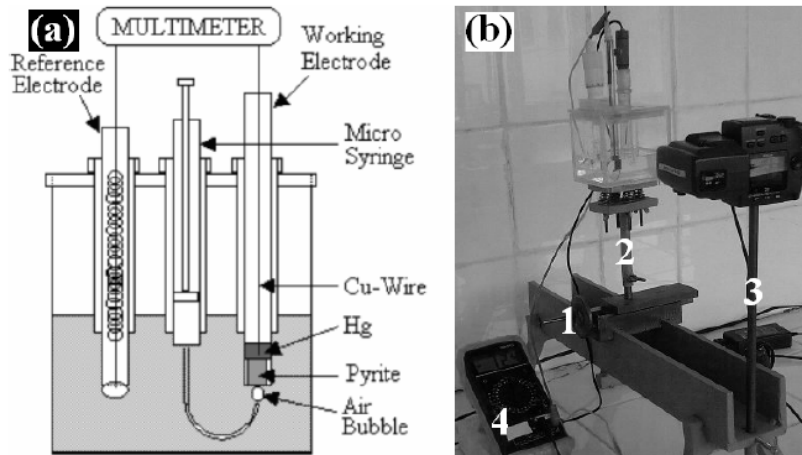 (a)
MULTIMETER
Reference
Electrode
Working
Electrode
Micro
Syringe
Cu-Wire
Hg
Pyrite
Air
Bubble
(b)
1
2
3
4